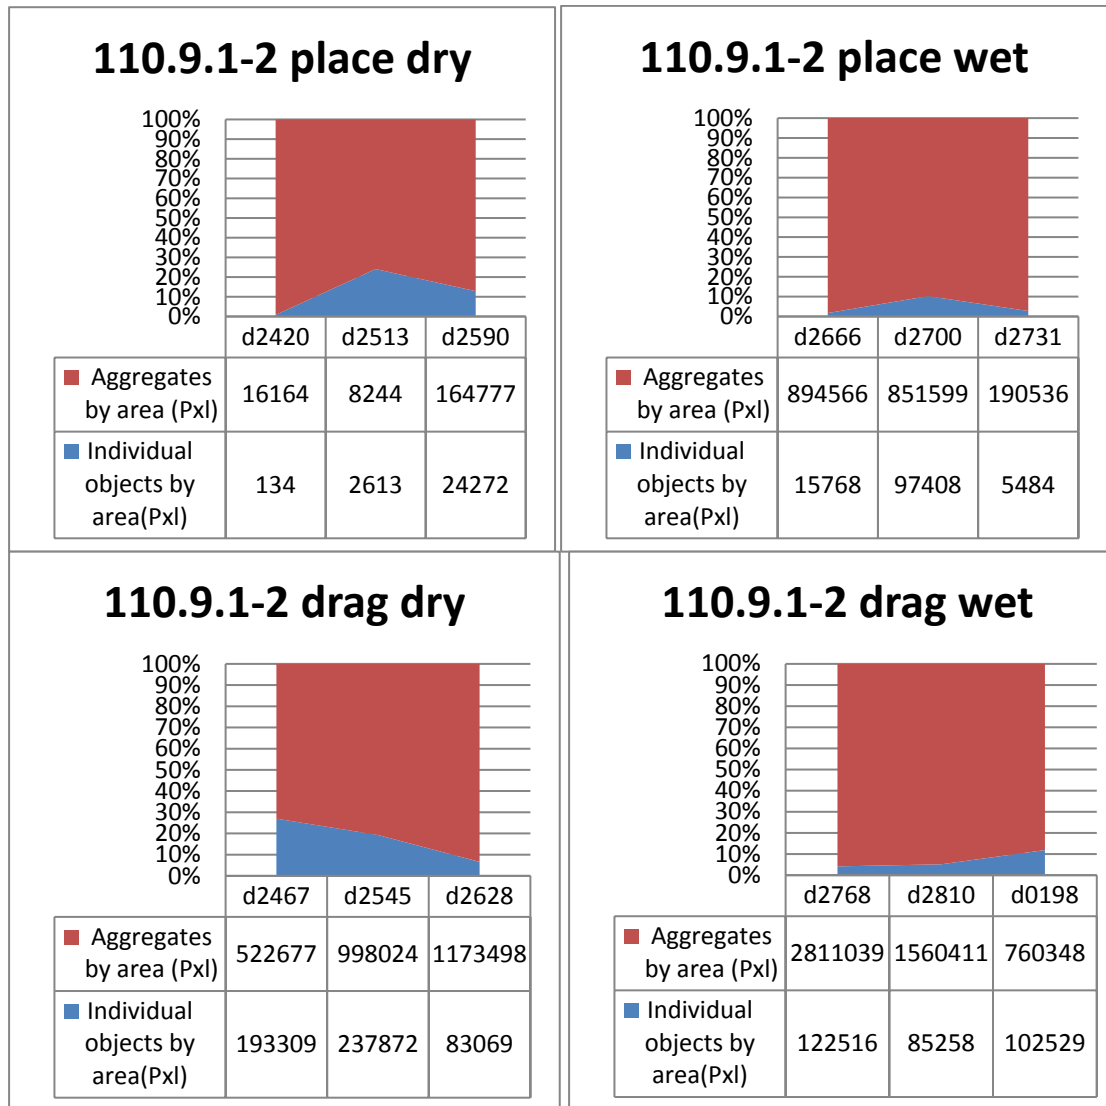 110.9.1-2 place dry
100%
90%
80%
70%
60%
50%
40%
30%
20%
10%
0%
d2420 d2513 d2590
Aggregates
by area (Pxl)
16164 8244 164777
Individual
objects by
area(Pxl)
134 2613 24272
110.9.1-2 place wet
100%
90%
80%
70%
60%
50%
40%
30%
20%
10%
0%
d2666 d2700 d2731
Aggregates
by area (Pxl)
894566 851599 190536
Individual
objects by
area(Pxl)
15768 97408 5484
110.9.1-2 drag dry
100%
90%
80%
70%
60%
50%
40%
30%
20%
10%
0%
d2467 d2545 d2628
Aggregates
by area (Pxl)
522677 998024 1173498
Individual
objects by
area(Pxl)
193309 237872 83069
110.9.1-2 drag wet
100%
90%
80%
70%
60%
50%
40%
30%
20%
10%
0%
d2768 d2810 d0198
Aggregates
by area (Pxl)
2811039 1560411 760348
Individual
objects by
area(Pxl)
122516 85258 102529